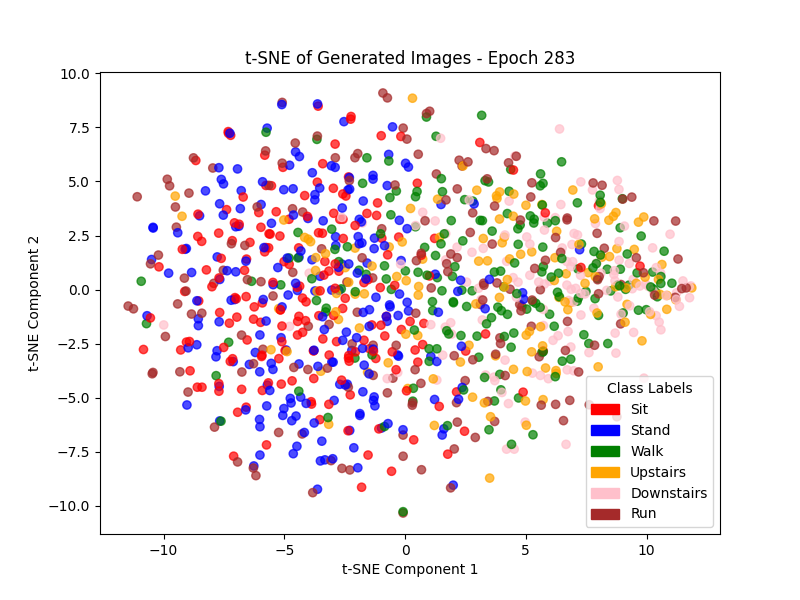 t-SNE of Generated Images - Epoch 283
t-SNE Component 2
10.0
7.5
5.0
2.5
0.0
−2.5
−5.0
−7.5
−10.0
Class Labels
Sit
Stand
Walk
Upstairs
Downstairs
Run
−10
−5
0
5
10
t-SNE Component 1